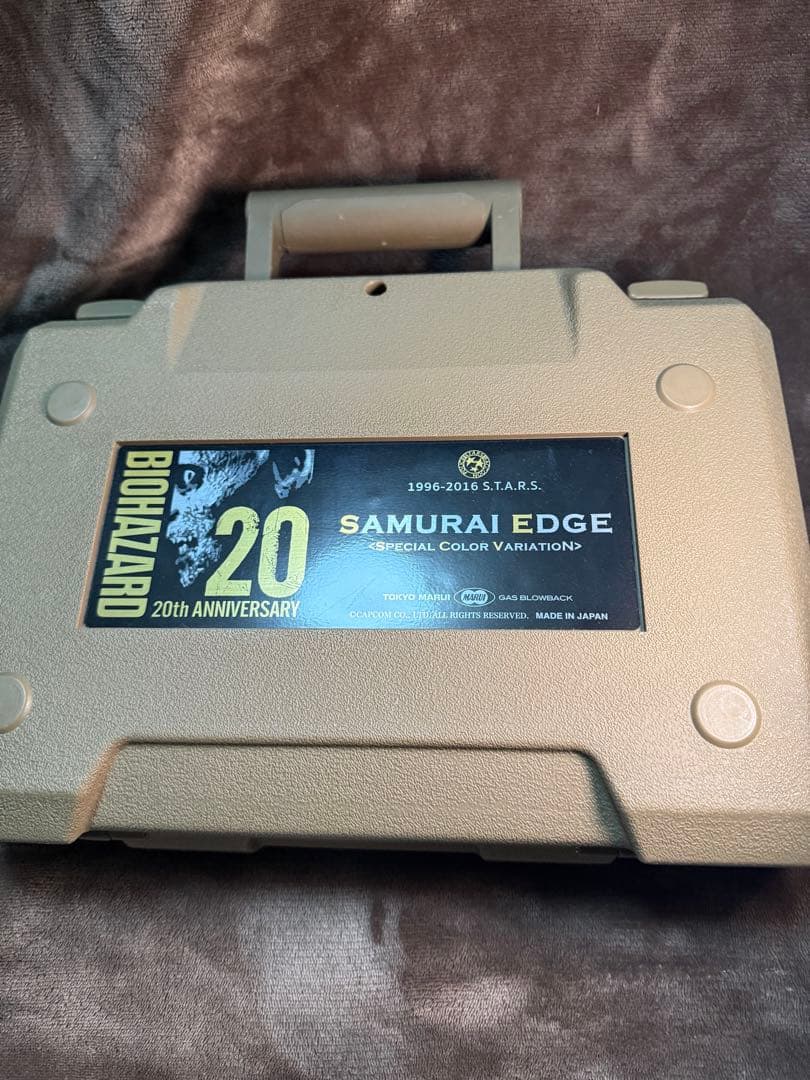 BIOHAZARD
20
20th ANNIVERSARY
1996-2016 S.T.A.R.S.
SAMURAI EDGE
<SPECIAL COLOR VARIATION>
TOKYO MARUI MARUI GAS BLOWBACK
©CAPCOM CO., LTD. ALL RIGHTS RESERVED. MADE IN JAPAN